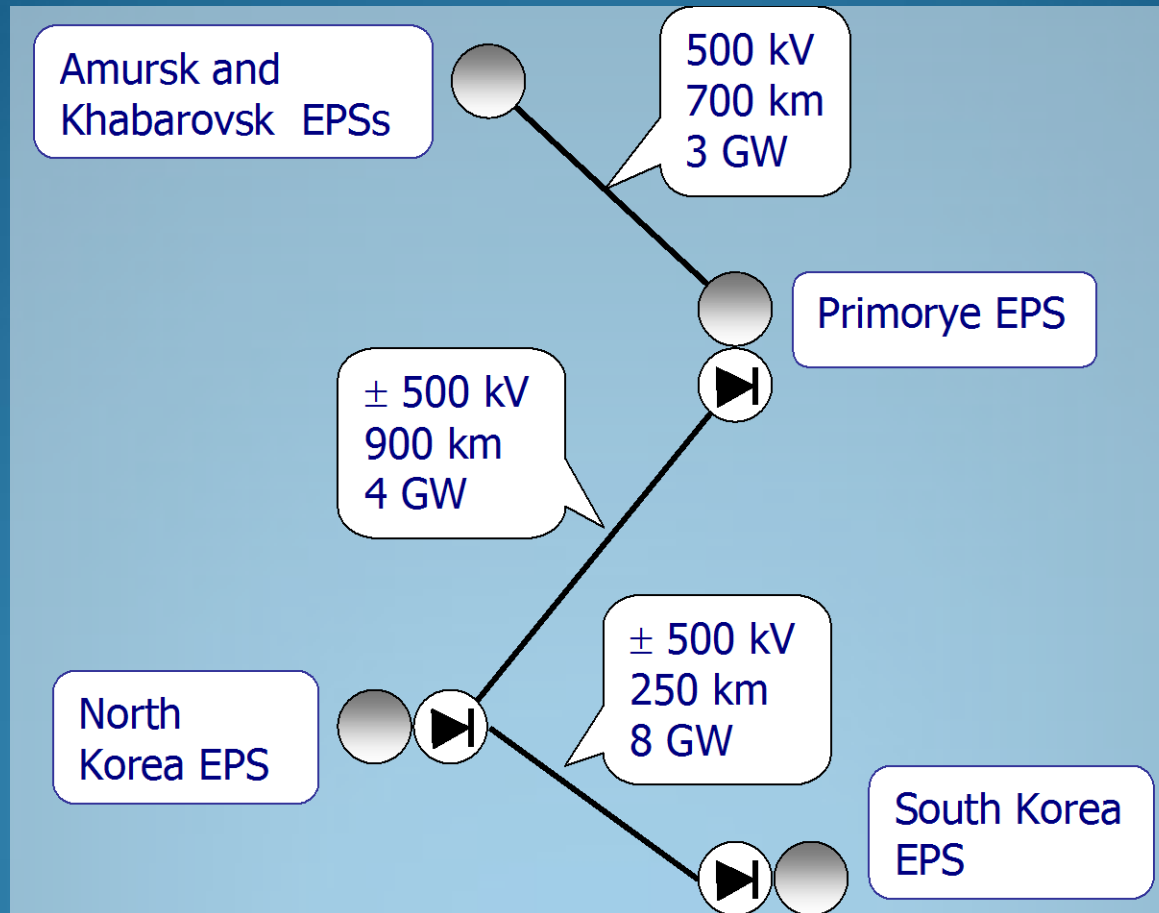 Amursk and
Khabarovsk EPSs
500 kV
700 km
3 GW
Primorye EPS
± 500 kV
900 km
4 GW
± 500 kV
250 km
8 GW
North
Korea EPS
South Korea
EPS